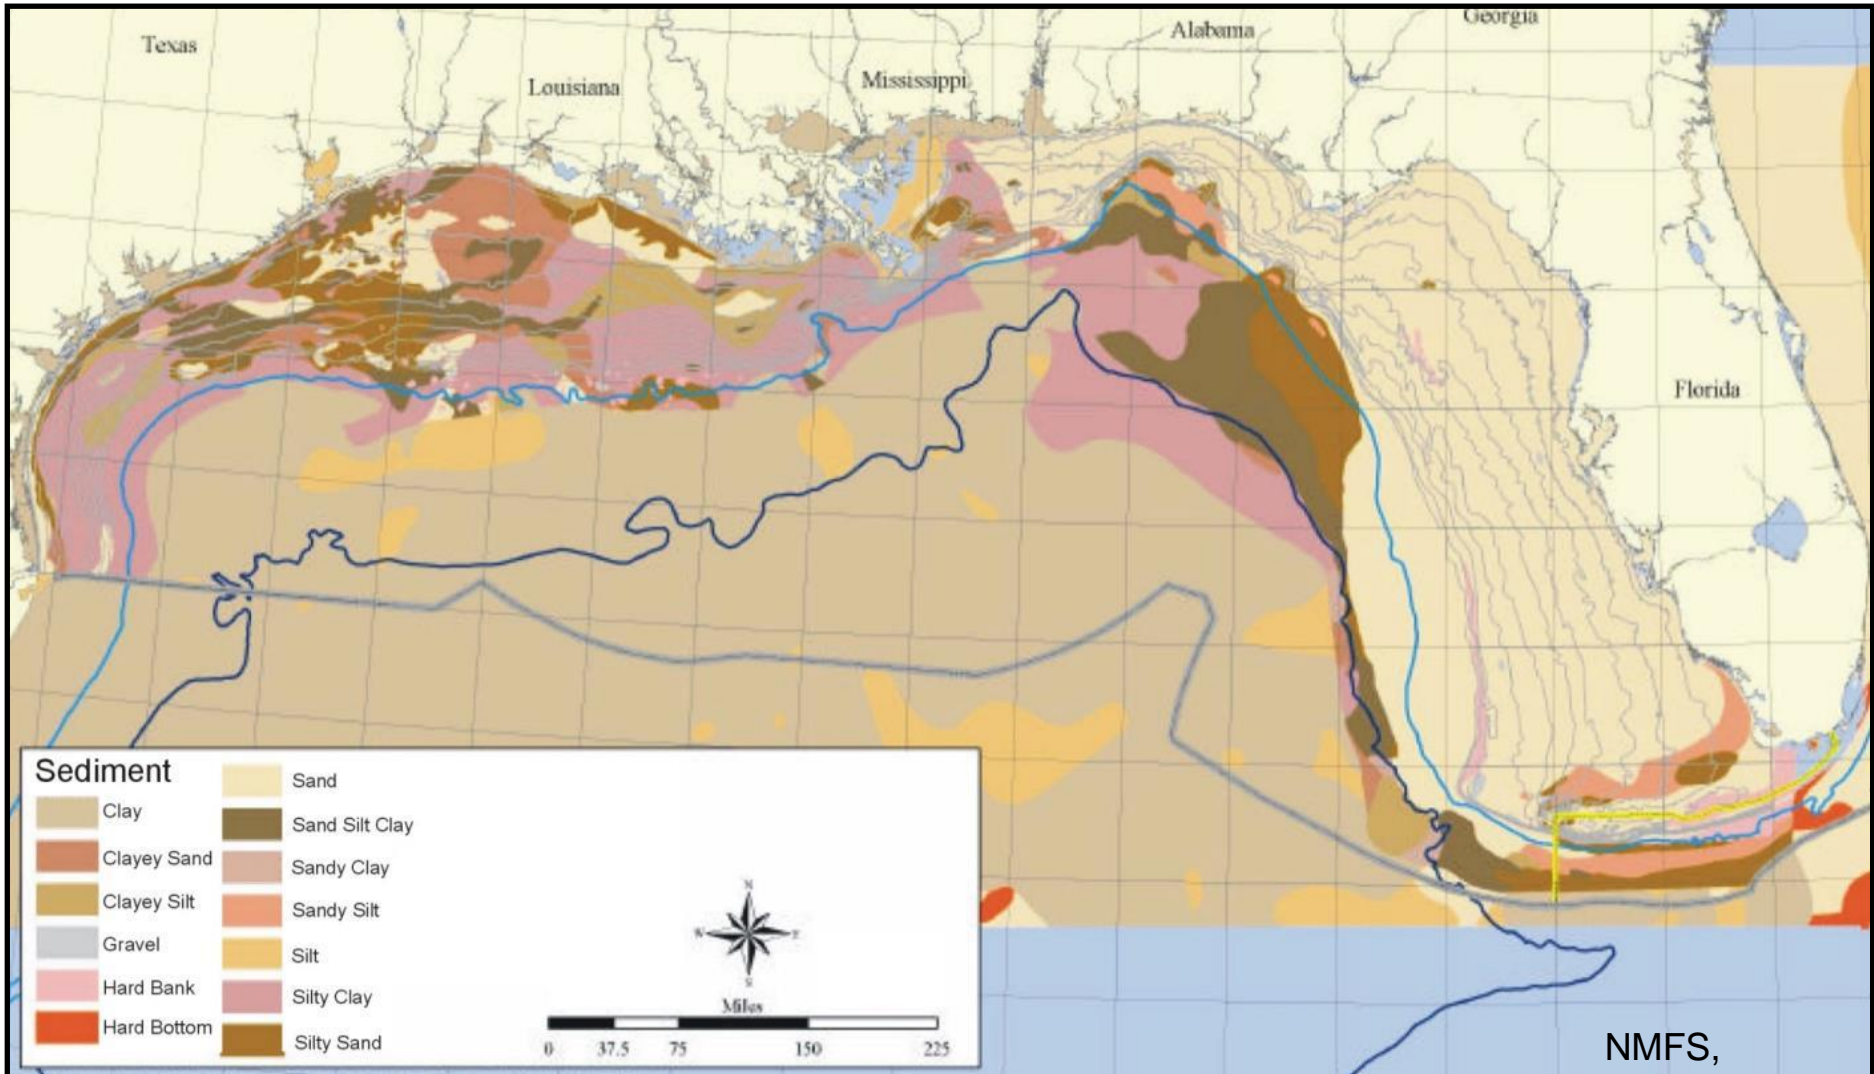 Texas
Louisiana
Mississippi
Alabama
Georgia
Florida
Sediment
Clay
Clayey Sand
Clayey Silt
Gravel
Hard Bank
Hard Bottom
Sand
Sand Silt Clay
Sandy Clay
Sandy Silt
Silt
Silty Clay
Silty Sand
N
W
E
S
Miles
0 37.5 75 150 225
NMFS,